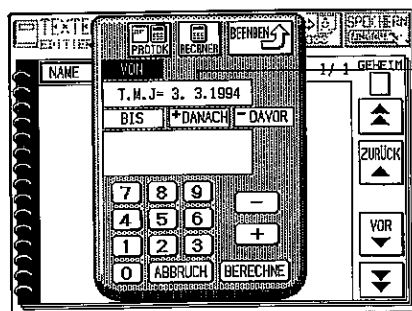 TEXTE
EDITIER
PROTOK
RECHNER
BEENDEN
SPEICHERN
NAME
VON
1/ 1
GEHEIM
T.M.J= 3. 3.1994
BIS
+DANACH
-DAVOR
ZURÜCK
7 8 9 -
4 5 6 +
1 2 3
VOR
0 ABBRUCH BERECHNE